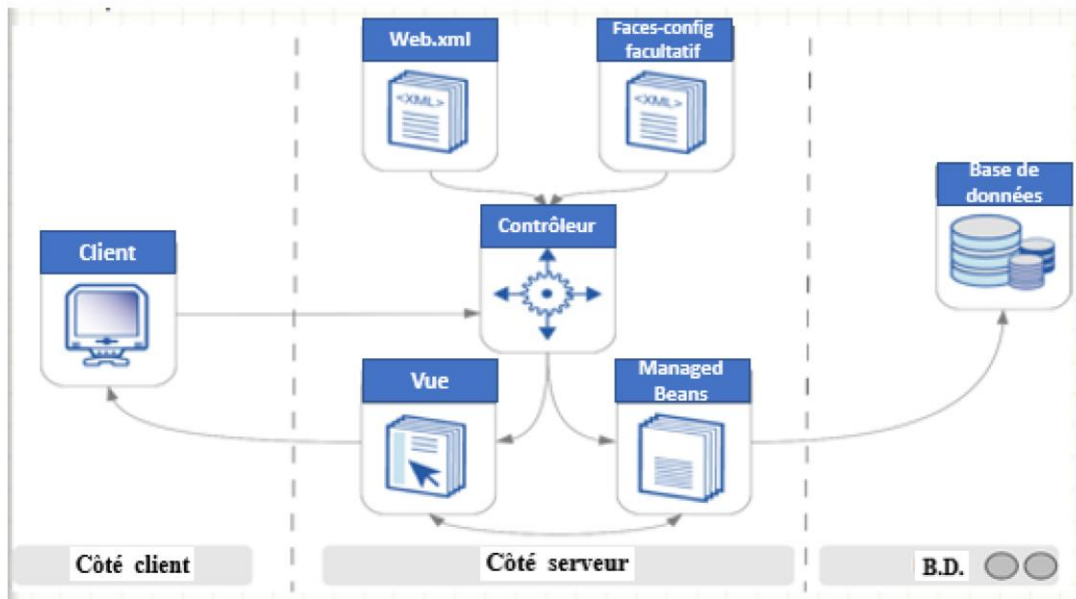 Web.xml
Faces-config
facultatif
<XML>
<XML>
Base de
données
Contrôleur
Client
Vue
Managed
Beans
Côté client
Côté serveur
B.D.